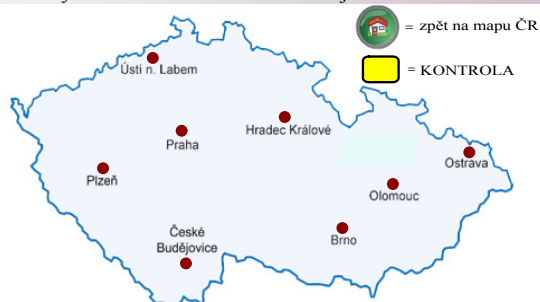 = zpět na mapu ČR
= KONTROLA
Ústí n. Labem
Hradec Králové
Praha
Ostrava
Plzeň
Olomouc
České
Budějovice
Brno